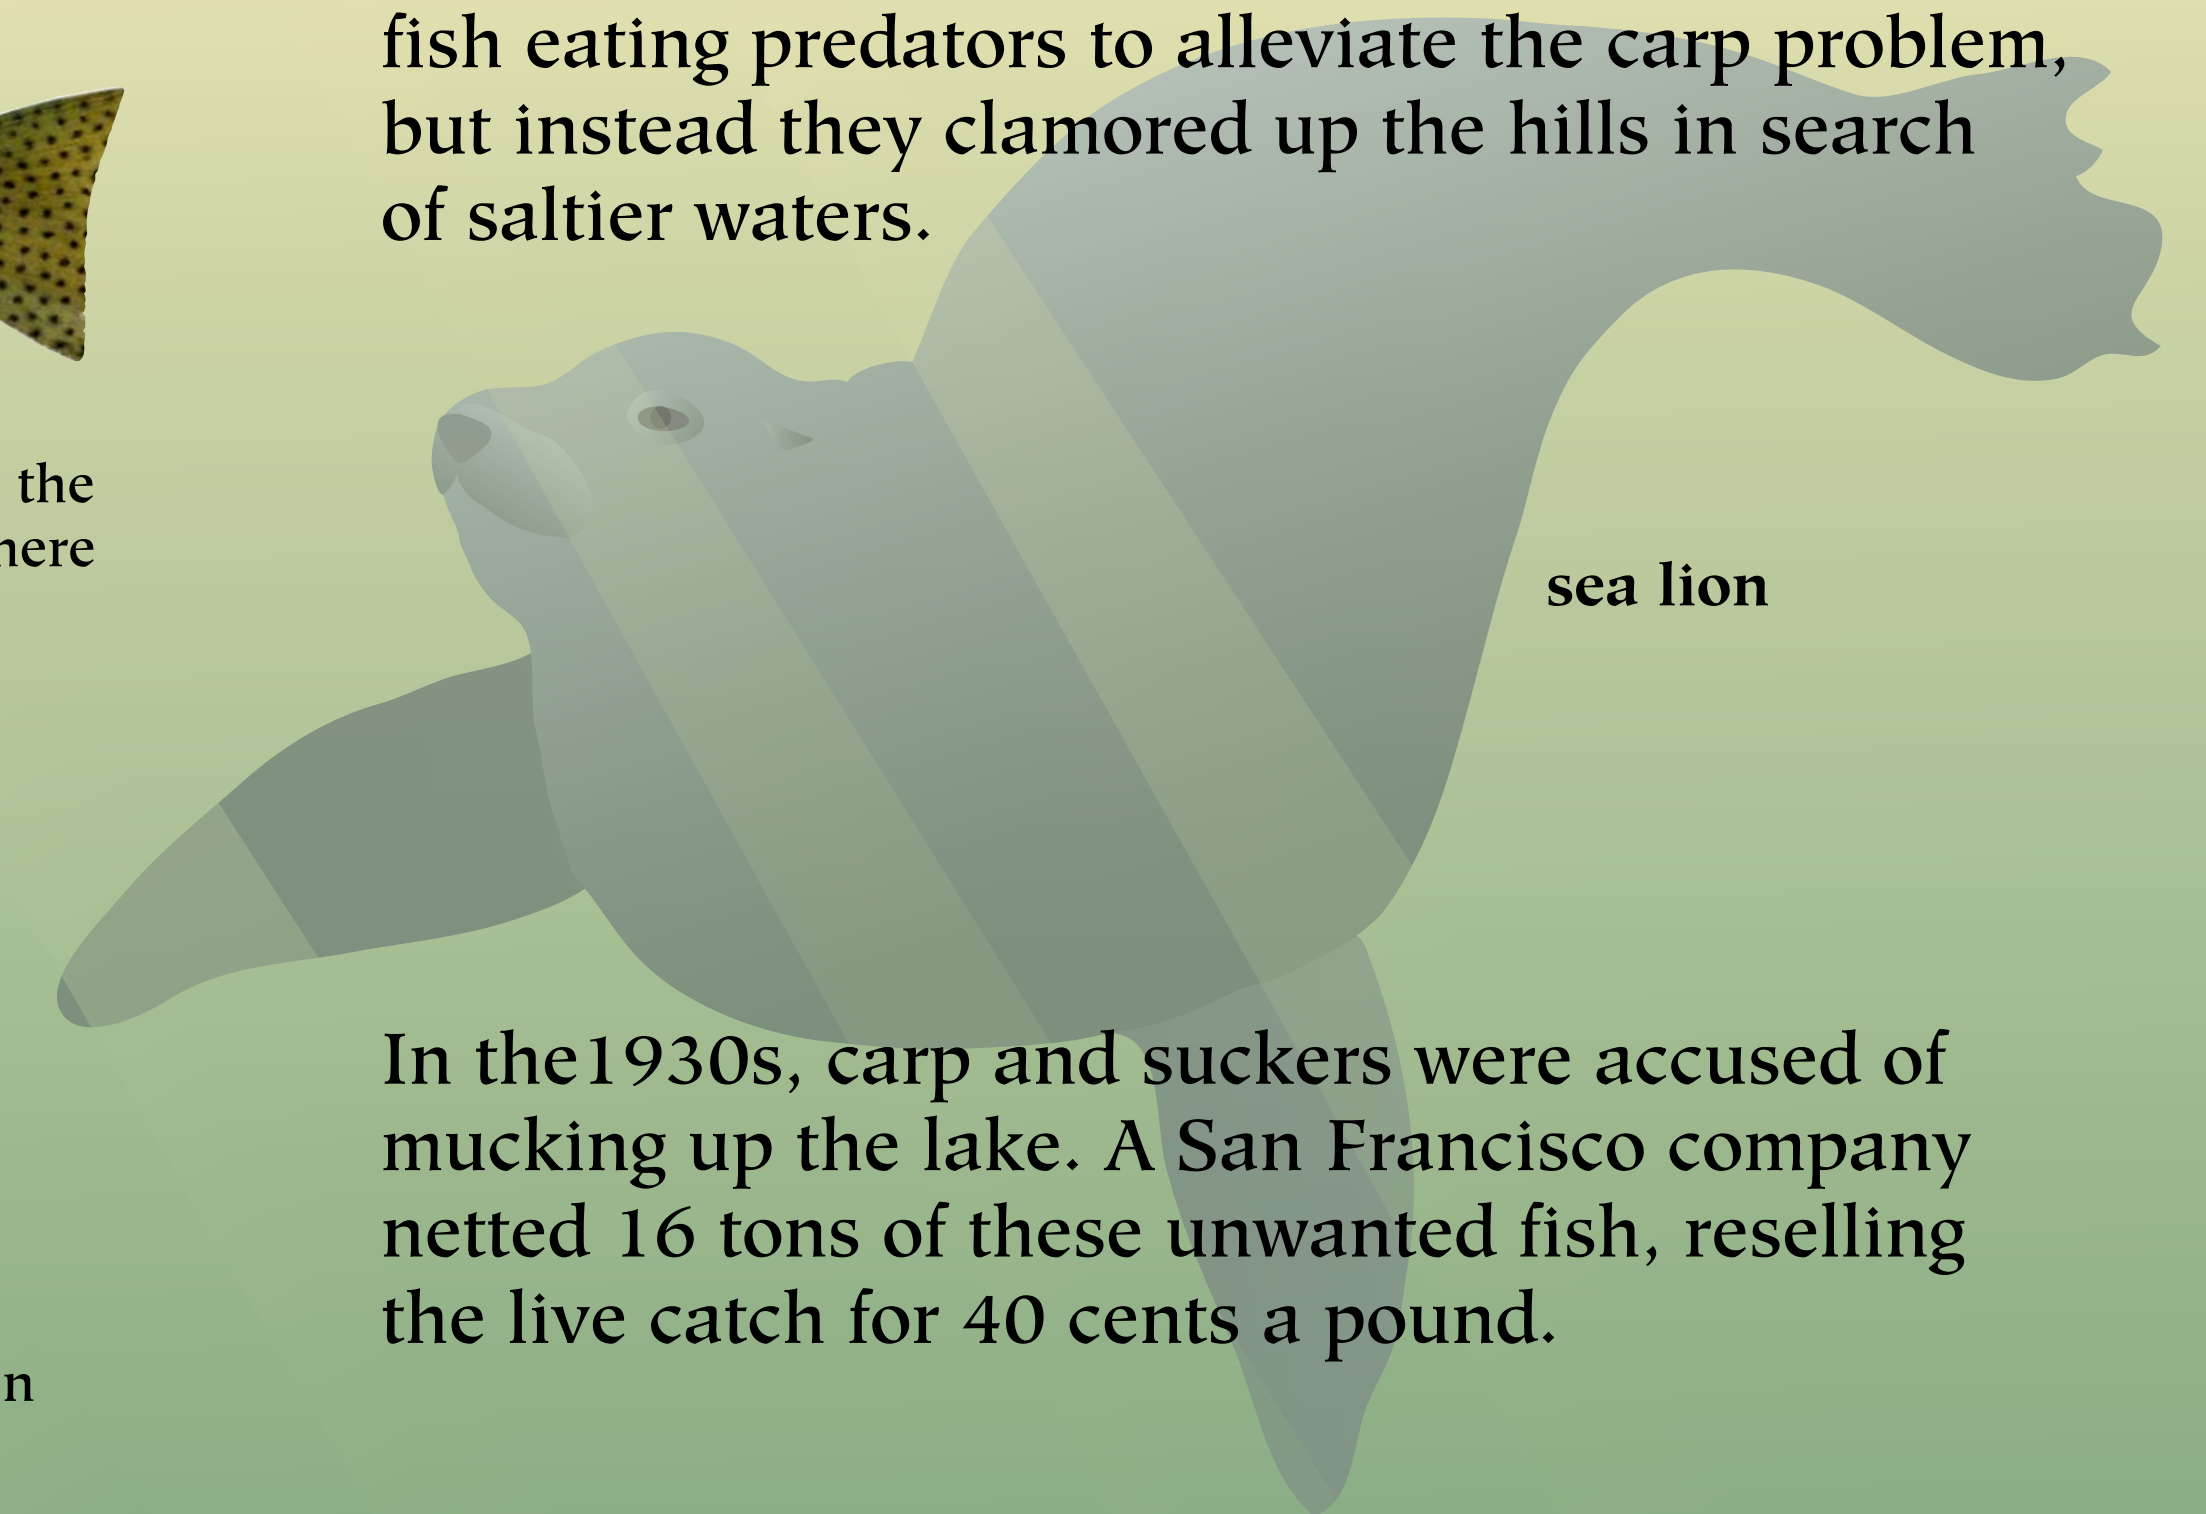 fish eating predators to alleviate the carp problem,
but instead they clamored up the hills in search
of saltier waters.
the
here
sea lion
In the1930s, carp and suckers were accused of
mucking up the lake. A San Francisco company
netted 16 tons of these unwanted fish, reselling
the live catch for 40 cents a pound.
n